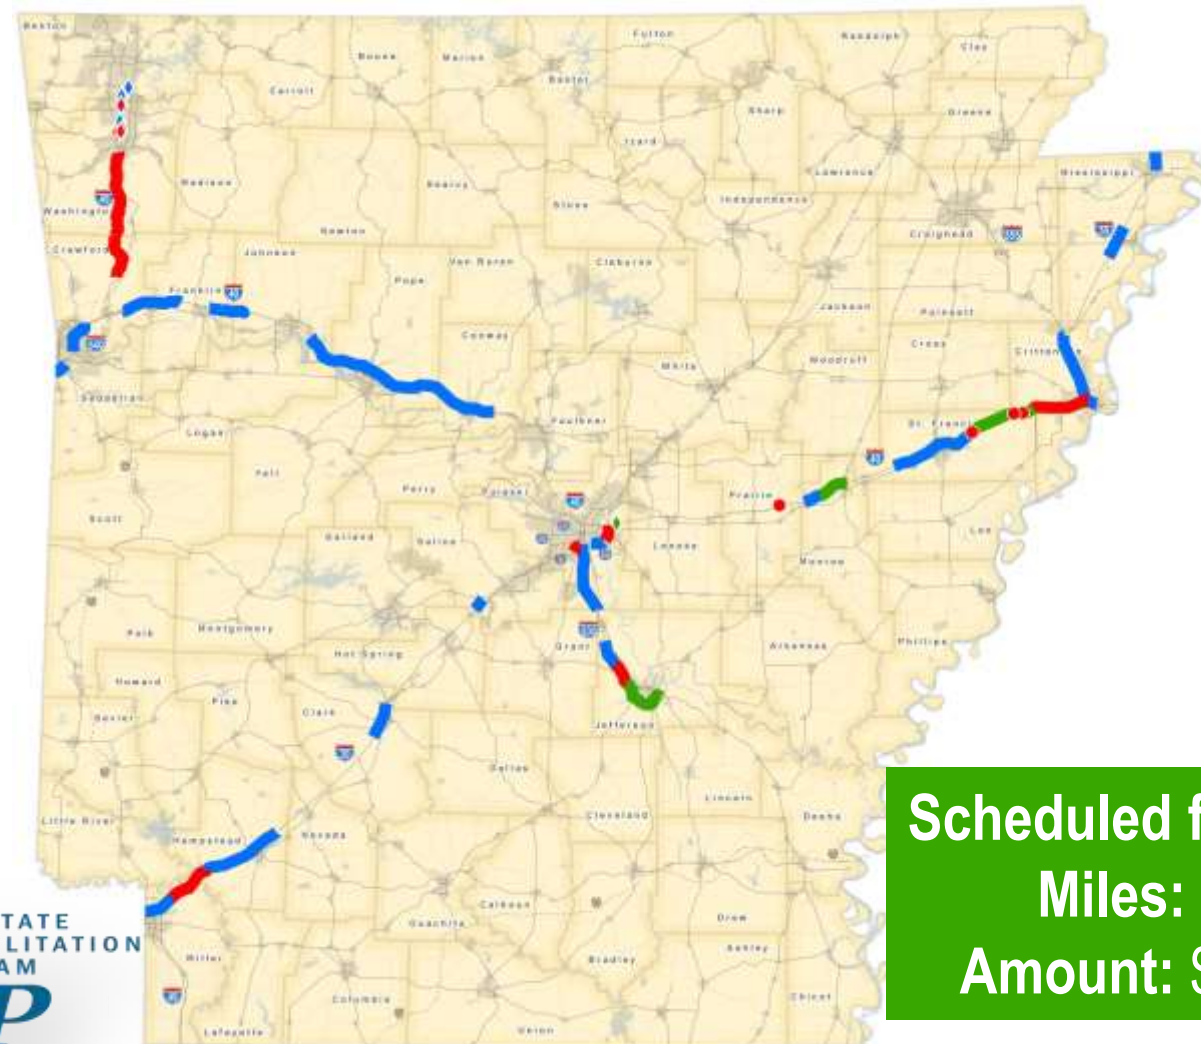 Benton
Boone
Marion
Fulton
Randolph
Clay
Carroll
Baxter
Sharp
Greene
Izard
Mississippi
Madison
Searcy
Stone
Lawrence
Independence
Washington
Newton
Craighead
Crawford
Johnson
Van Buren
Cleburne
Franklin
Pope
Jackson
Poinsett
Conway
White
Woodruff
Cross
Sebastian
Faulkner
St. Franc
Logan
Yell
Perry
Pulaski
Prairie
Scott
Garland
Saline
Lonoke
Lee
Monroe
Polk
Montgomery
Hot Spring
Grant
Arkansas
Phillips
Howard
Pike
Clark
Sevier
Jefferson
Dallas
Lincoln
Little River
Hempstead
Nevada
Cleveland
Desha
Calhoun
Ouachita
Drew
Miller
Bradley
Ashley
Columbia
Chicot
Lafayette
Union
TATE
LITATION
AM
P
Scheduled f
Miles:
Amount: $